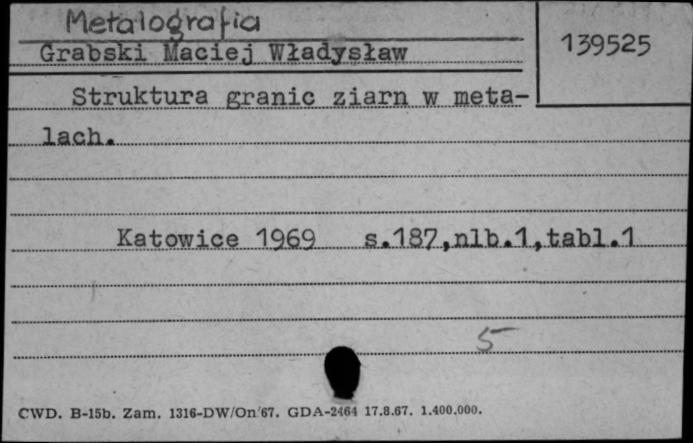 Metalografia
Grabski Maciej Władysław
139525
Struktura granic ziarn w meta-
lach.
Katowice 1969 s.187,nlb.1,tabl.1
5
CWD. B-15b. Zam. 1316-DW/On/67. GDA-2464 17.8.67. 1.400.000.